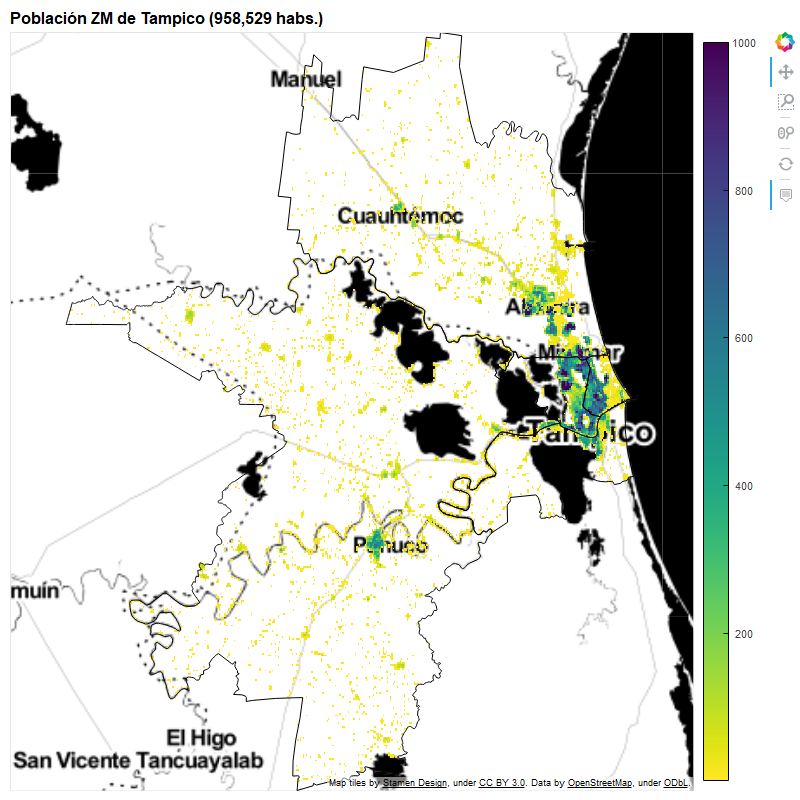 Población ZM de Tampico (958,529 habs.)
Manuel
1000
800
Cuauhtémoc
Altamira
600
Miramar
Tampico
400
Pánuco
muín
200
El Higo
San Vicente Tancuayalab
Map tiles by Stamen Design, under CC BY 3.0. Data by OpenStreetMap, under ODbL.